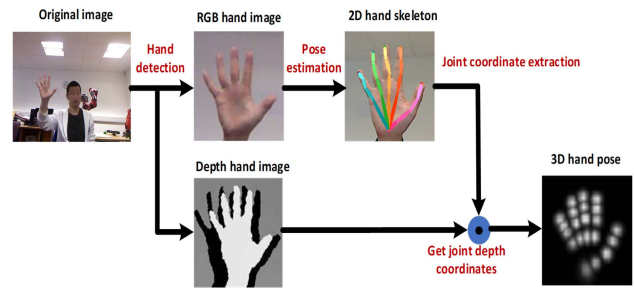 Original image
Hand
detection
RGB hand image
Pose
estimation
2D hand skeleton
Joint coordinate extraction
Depth hand image
Get joint depth
coordinates
3D hand pose